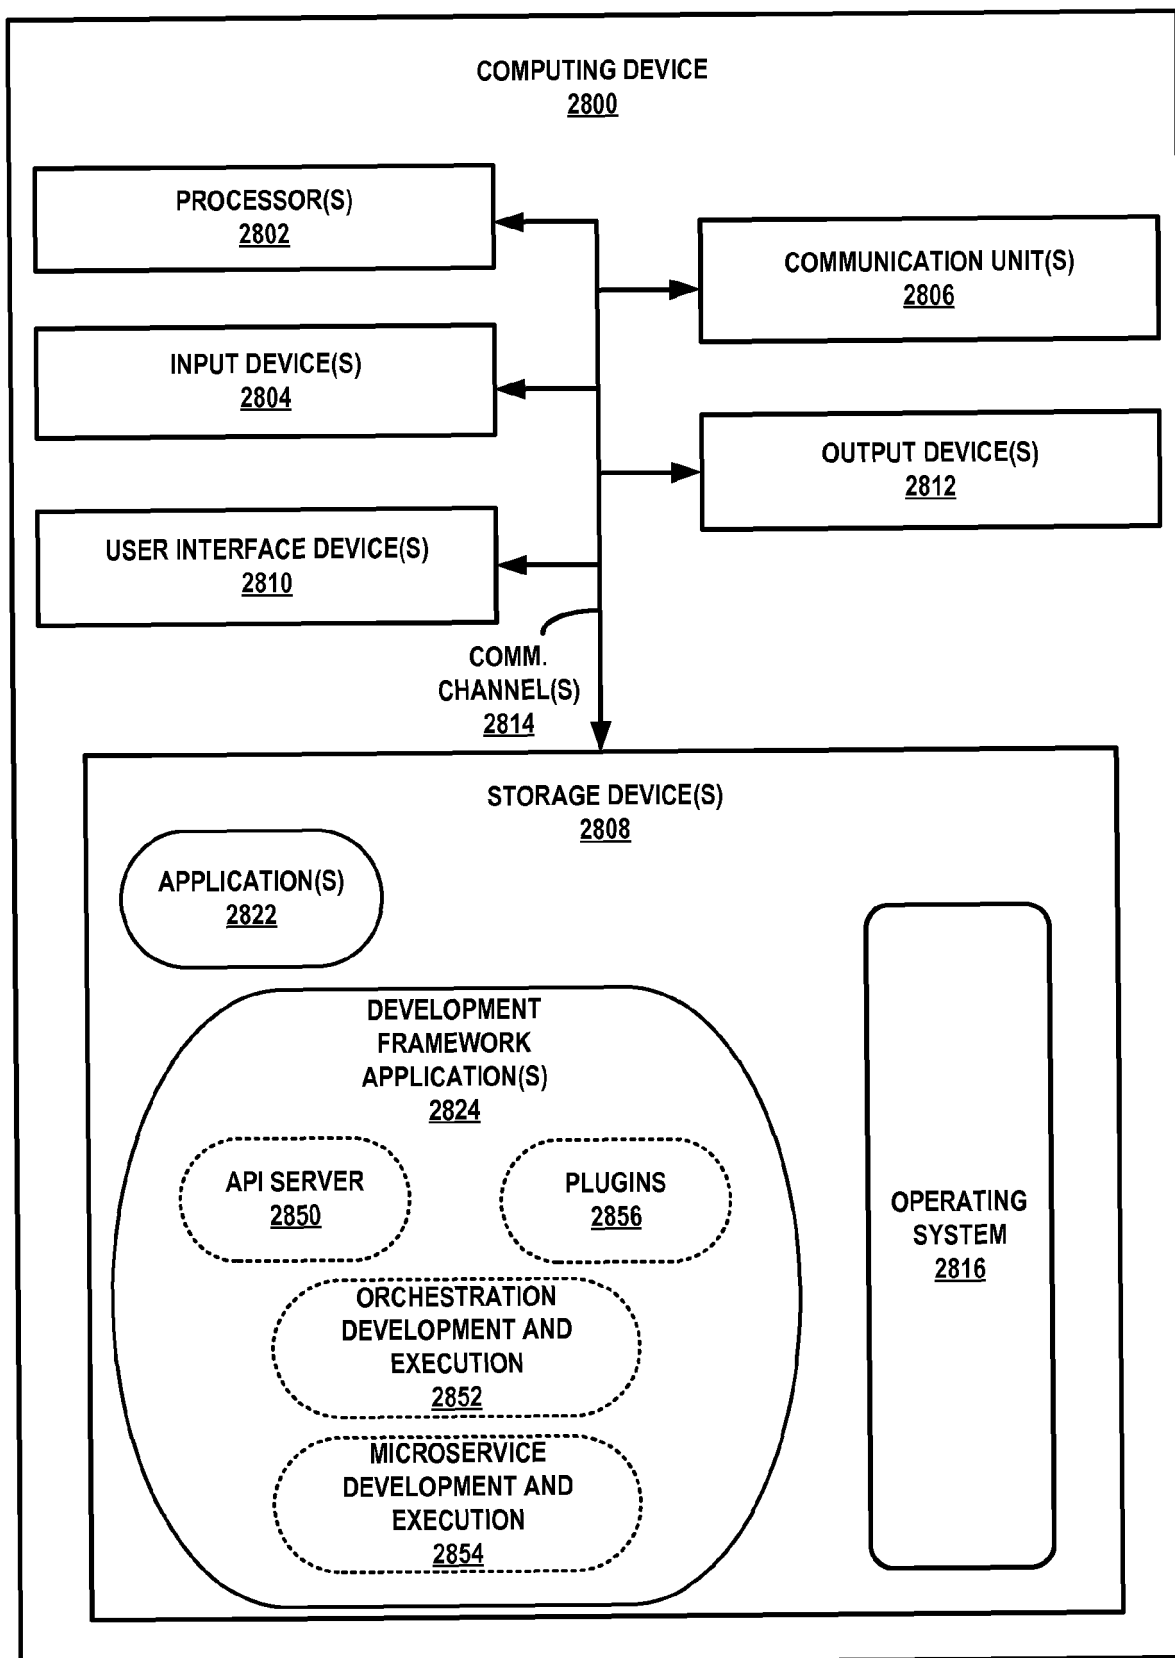 COMPUTING DEVICE
2800
PROCESSOR(S)
2802
COMMUNICATION UNIT(S)
2806
INPUT DEVICE(S)
2804
OUTPUT DEVICE(S)
2812
USER INTERFACE DEVICE(S)
2810
COMM.
CHANNEL(S)
2814
STORAGE DEVICE(S)
2808
APPLICATION(S)
2822
DEVELOPMENT
FRAMEWORK
APPLICATION(S)
2824
API SERVER
2850
PLUGINS
2856
ORCHESTRATION
DEVELOPMENT AND
EXECUTION
2852
MICROSERVICE
DEVELOPMENT AND
EXECUTION
2854
OPERATING
SYSTEM
2816